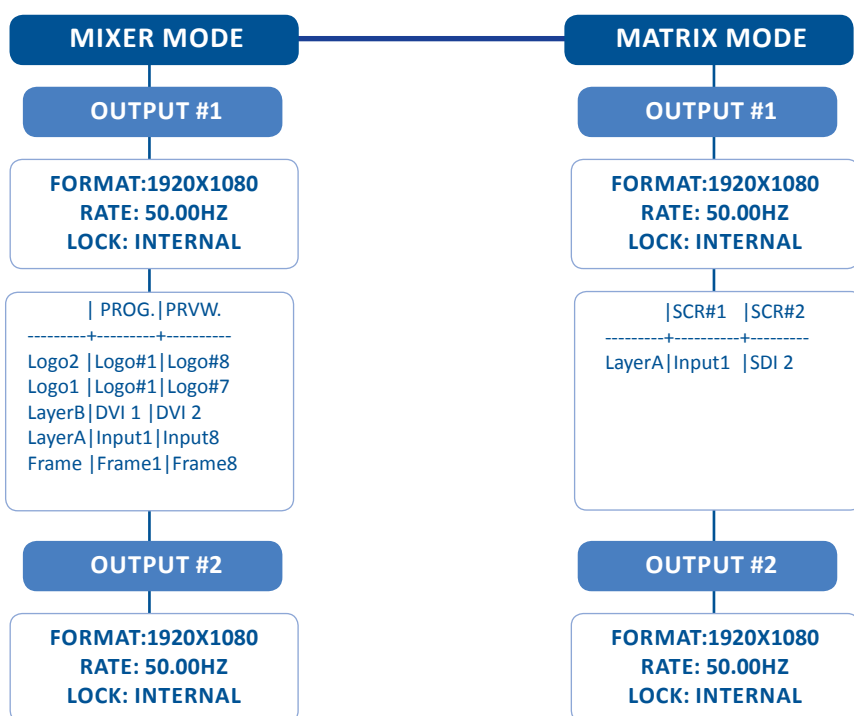 MIXER MODE
OUTPUT #1
FORMAT:1920X1080
RATE: 50.00HZ
LOCK: INTERNAL
| PROG.|PRVW.
---------+---------+----------
Logo2 |Logo#1|Logo#8
Logo1 |Logo#1|Logo#7
LayerB|DVI 1 |DVI 2
LayerA|Input1|Input8
Frame |Frame1|Frame8
OUTPUT #2
FORMAT:1920X1080
RATE: 50.00HZ
LOCK: INTERNAL
MATRIX MODE
OUTPUT #1
FORMAT:1920X1080
RATE: 50.00HZ
LOCK: INTERNAL
|SCR#1 |SCR#2
---------+----------+---------
LayerA|Input1 |SDI 2
OUTPUT #2
FORMAT:1920X1080
RATE: 50.00HZ
LOCK: INTERNAL